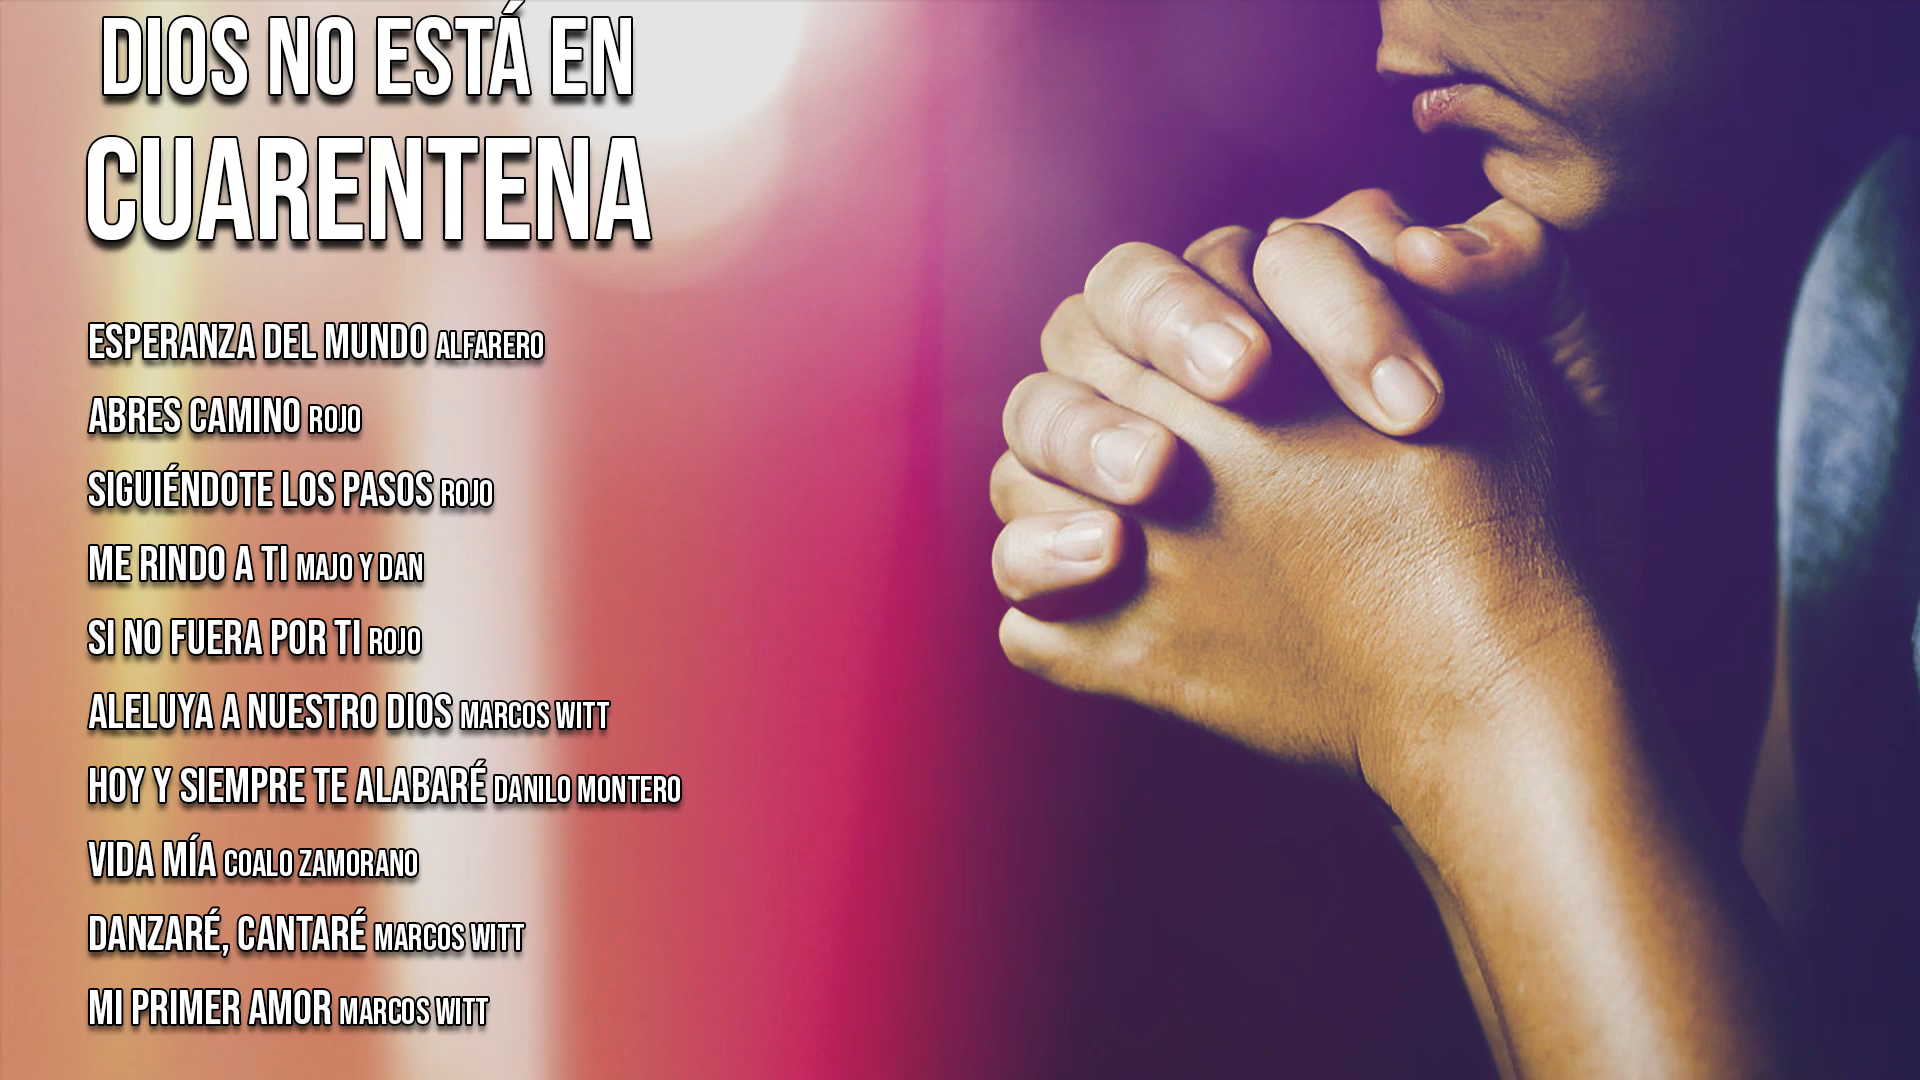 DIOS NO ESTÁ EN
CUARENTENA
ESPERANZA DEL MUNDO ALFARERO
ABRES CAMINO ROJO
SIGUIÉNDOTE LOS PASOS ROJO
ME RINDO A TI MAJO Y DAN
SI NO FUERA POR TI ROJO
ALELUYA A NUESTRO DIOS MARCOS WITT
HOY Y SIEMPRE TE ALABARÉ DANILO MONTERO
VIDA MÍA COALO ZAMORANO
DANZARÉ, CANTARÉ MARCOS WITT
MI PRIMER AMOR MARCOS WITT